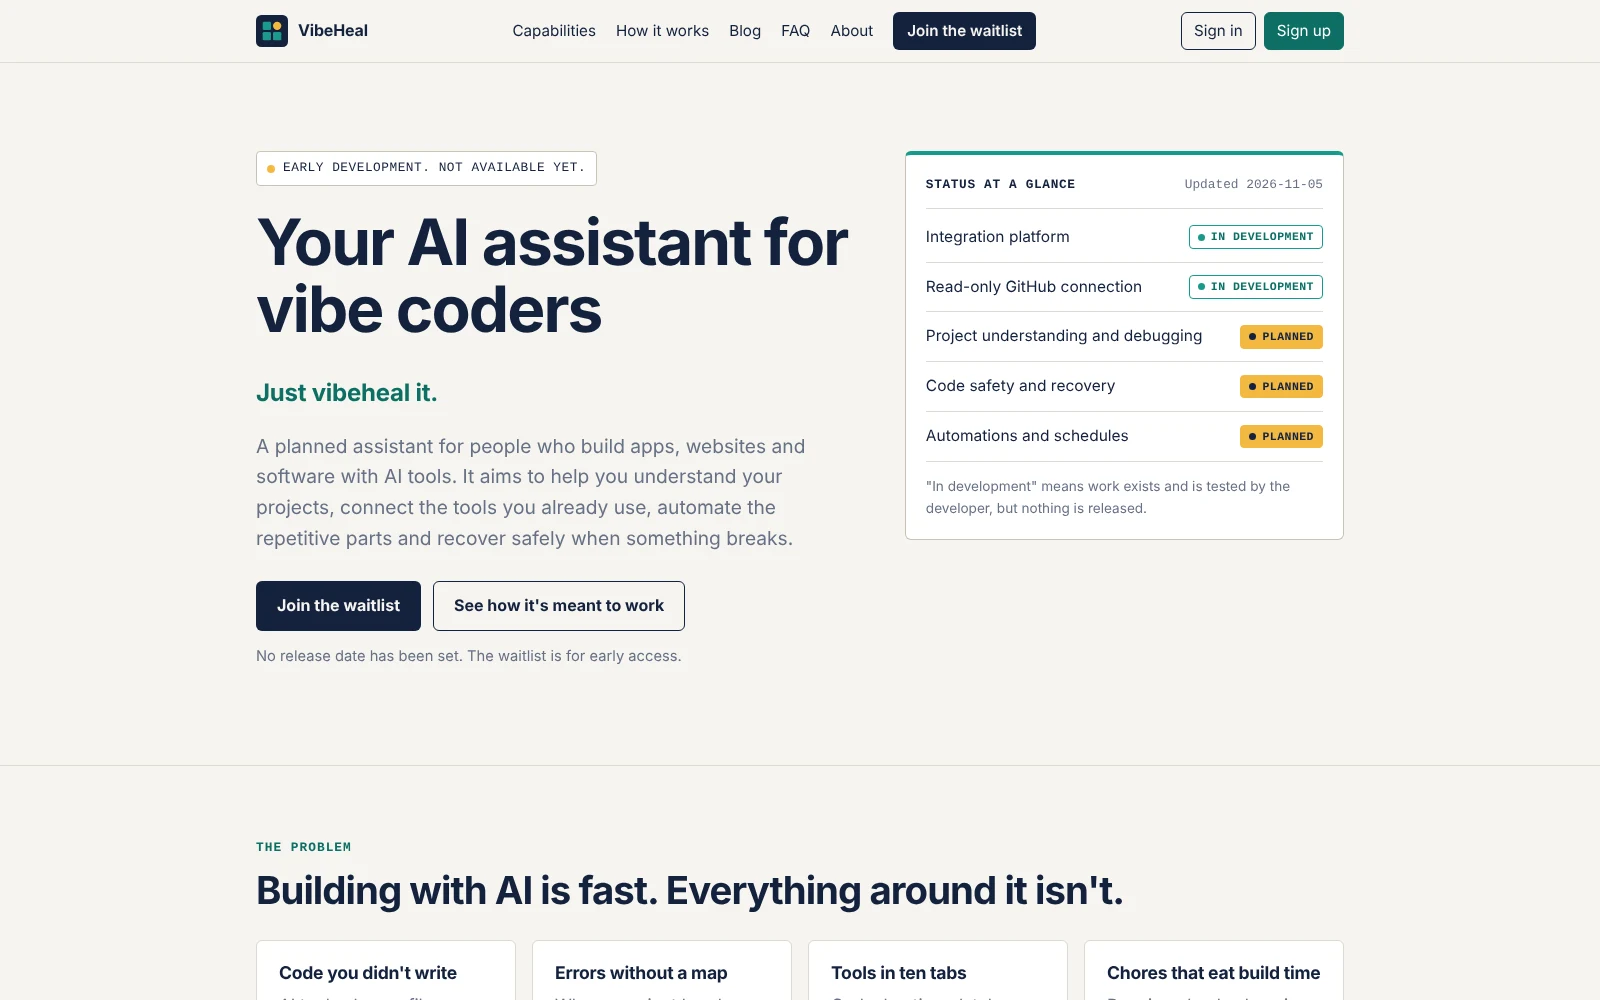 VibeHeal
Capabilities
How it works
Blog
FAQ
About
Join the waitlist
Sign in
Sign up
EARLY DEVELOPMENT. NOT AVAILABLE YET.
Your AI assistant for
vibe coders
Just vibeheal it.
A planned assistant for people who build apps, websites and
software with AI tools. It aims to help you understand your
projects, connect the tools you already use, automate the
repetitive parts and recover safely when something breaks.
Join the waitlist
See how it's meant to work
No release date has been set. The waitlist is for early access.
STATUS AT A GLANCE
Updated 2026-11-05
Integration platform
IN DEVELOPMENT
Read-only GitHub connection
IN DEVELOPMENT
Project understanding and debugging
PLANNED
Code safety and recovery
PLANNED
Automations and schedules
PLANNED
"In development" means work exists and is tested by the
developer, but nothing is released.
THE PROBLEM
Building with AI is fast. Everything around it isn't.
Code you didn't write
Errors without a map
Tools in ten tabs
Chores that eat build time